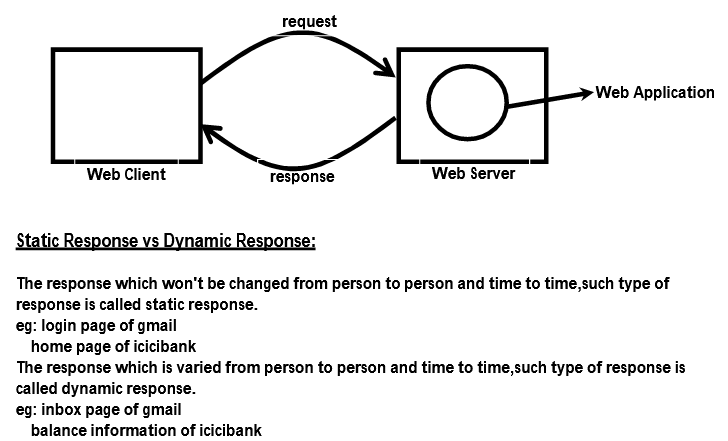 request
Web Application
Web Client
response
Web Server
Static Response vs Dynamic Response:
The response which won't be changed from person to person and time to time,such type of
response is called static response.
eg: login page of gmail
home page of icicibank
The response which is varied from person to person and time to time,such type of response is
called dynamic response.
eg: inbox page of gmail
balance information of icicibank